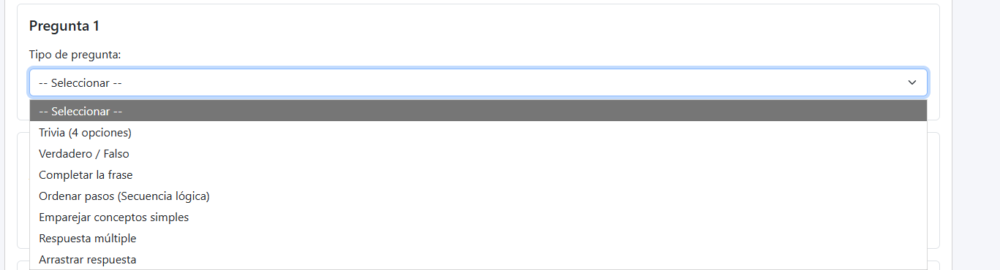 Pregunta 1
Tipo de pregunta:
-- Seleccionar --
-- Seleccionar --
Trivia (4 opciones)
Verdadero / Falso
Completar la frase
Ordenar pasos (Secuencia lógica)
Emparejar conceptos simples
Respuesta múltiple
Arrastrar respuesta